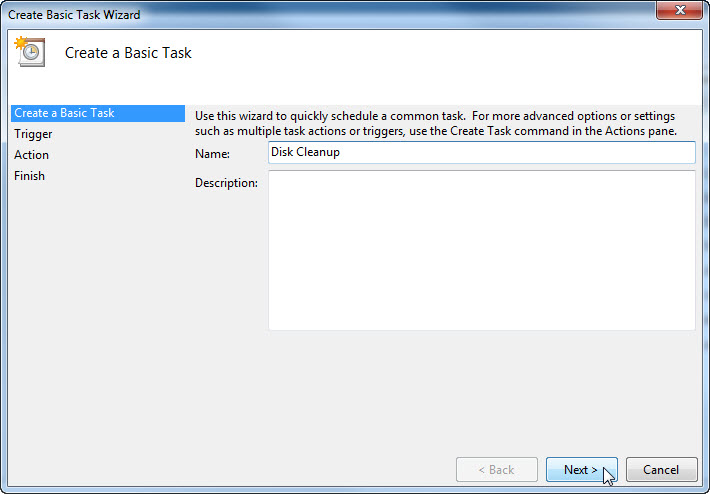 Create Basic Task Wizard
Create a Basic Task
Create a Basic Task
Trigger
Action
Finish
Use this wizard to quickly schedule a common task.  For more advanced options or settings
such as multiple task actions or triggers, use the Create Task command in the Actions pane.
Name:
Disk Cleanup
Description:
< Back
Next >
Cancel